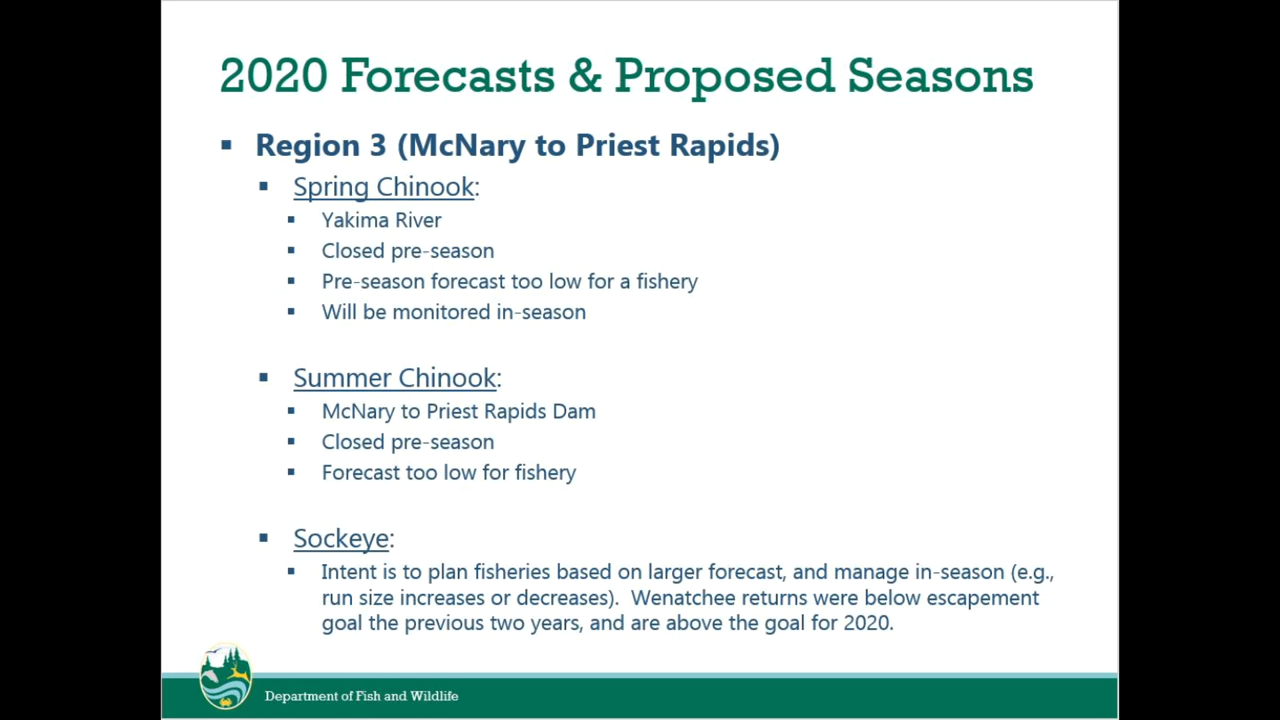 2020 Forecasts & Proposed Seasons
▪ Region 3 (McNary to Priest Rapids)
▪ Spring Chinook:
▪ Yakima River
▪ Closed pre-season
▪ Pre-season forecast too low for a fishery
▪ Will be monitored in-season
▪ Summer Chinook:
▪ McNary to Priest Rapids Dam
▪ Closed pre-season
▪ Forecast too low for fishery
▪ Sockeye:
▪ Intent is to plan fisheries based on larger forecast, and manage in-season (e.g.,
run size increases or decreases).  Wenatchee returns were below escapement
goal the previous two years, and are above the goal for 2020.
Department of Fish and Wildlife